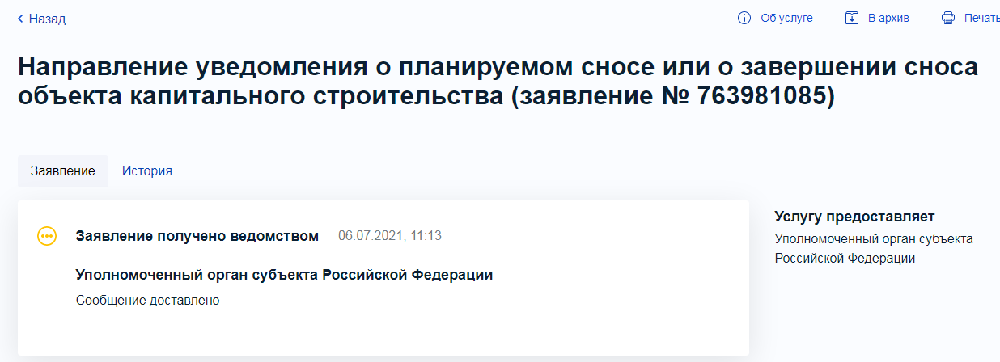 Назад
Об услуге
В архив
Печать
Направление уведомления о планируемом сносе или о завершении сноса
объекта капитального строительства (заявление № 763981085)
Заявление
История
Заявление получено ведомством 06.07.2021, 11:13
Уполномоченный орган субъекта Российской Федерации
Сообщение доставлено
Услугу предоставляет
Уполномоченный орган субъекта
Российской Федерации